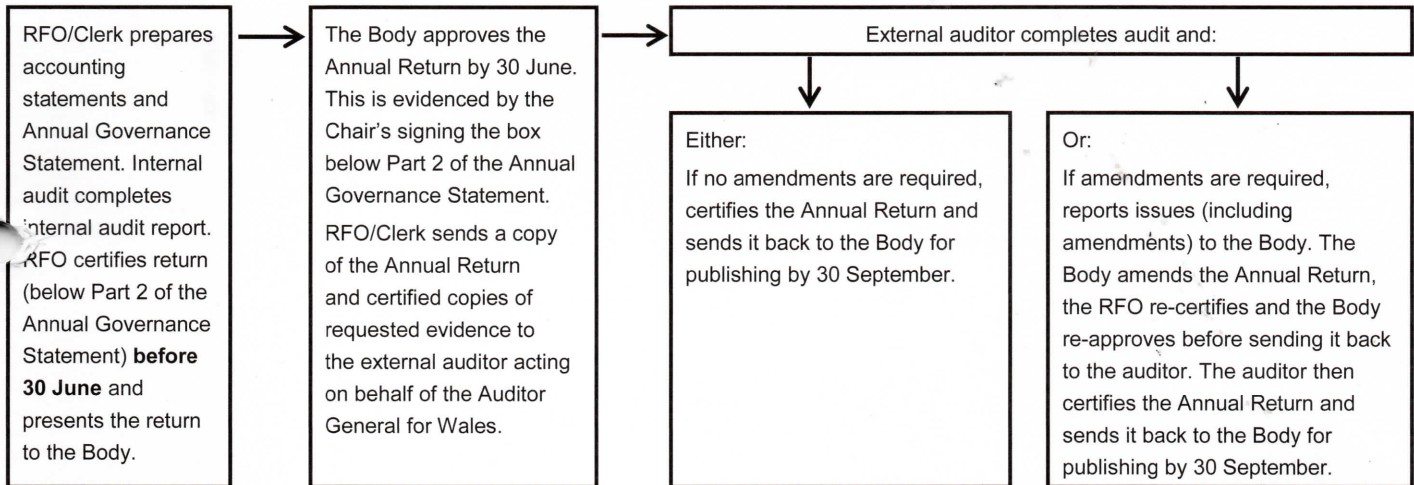 RFO/Clerk prepares
accounting
statements and
Annual Governance
Statement. Internal
audit completes
internal audit report.
RFO certifies return
(below Part 2 of the
Annual Governance
Statement) before
30 June and
presents the return
to the Body.
The Body approves the
Annual Return by 30 June.
This is evidenced by the
Chair's signing the box
below Part 2 of the Annual
Governance Statement.
RFO/Clerk sends a copy
of the Annual Return
and certified copies of
requested evidence to
the external auditor acting
on behalf of the Auditor
General for Wales.
External auditor completes audit and:
Either:
If no amendments are required,
certifies the Annual Return and
sends it back to the Body for
publishing by 30 September.
Or:
If amendments are required,
reports issues (including
amendments) to the Body. The
Body amends the Annual Return,
the RFO re-certifies and the Body
re-approves before sending it back
to the auditor. The auditor then
certifies the Annual Return and
sends it back to the Body for
publishing by 30 September.